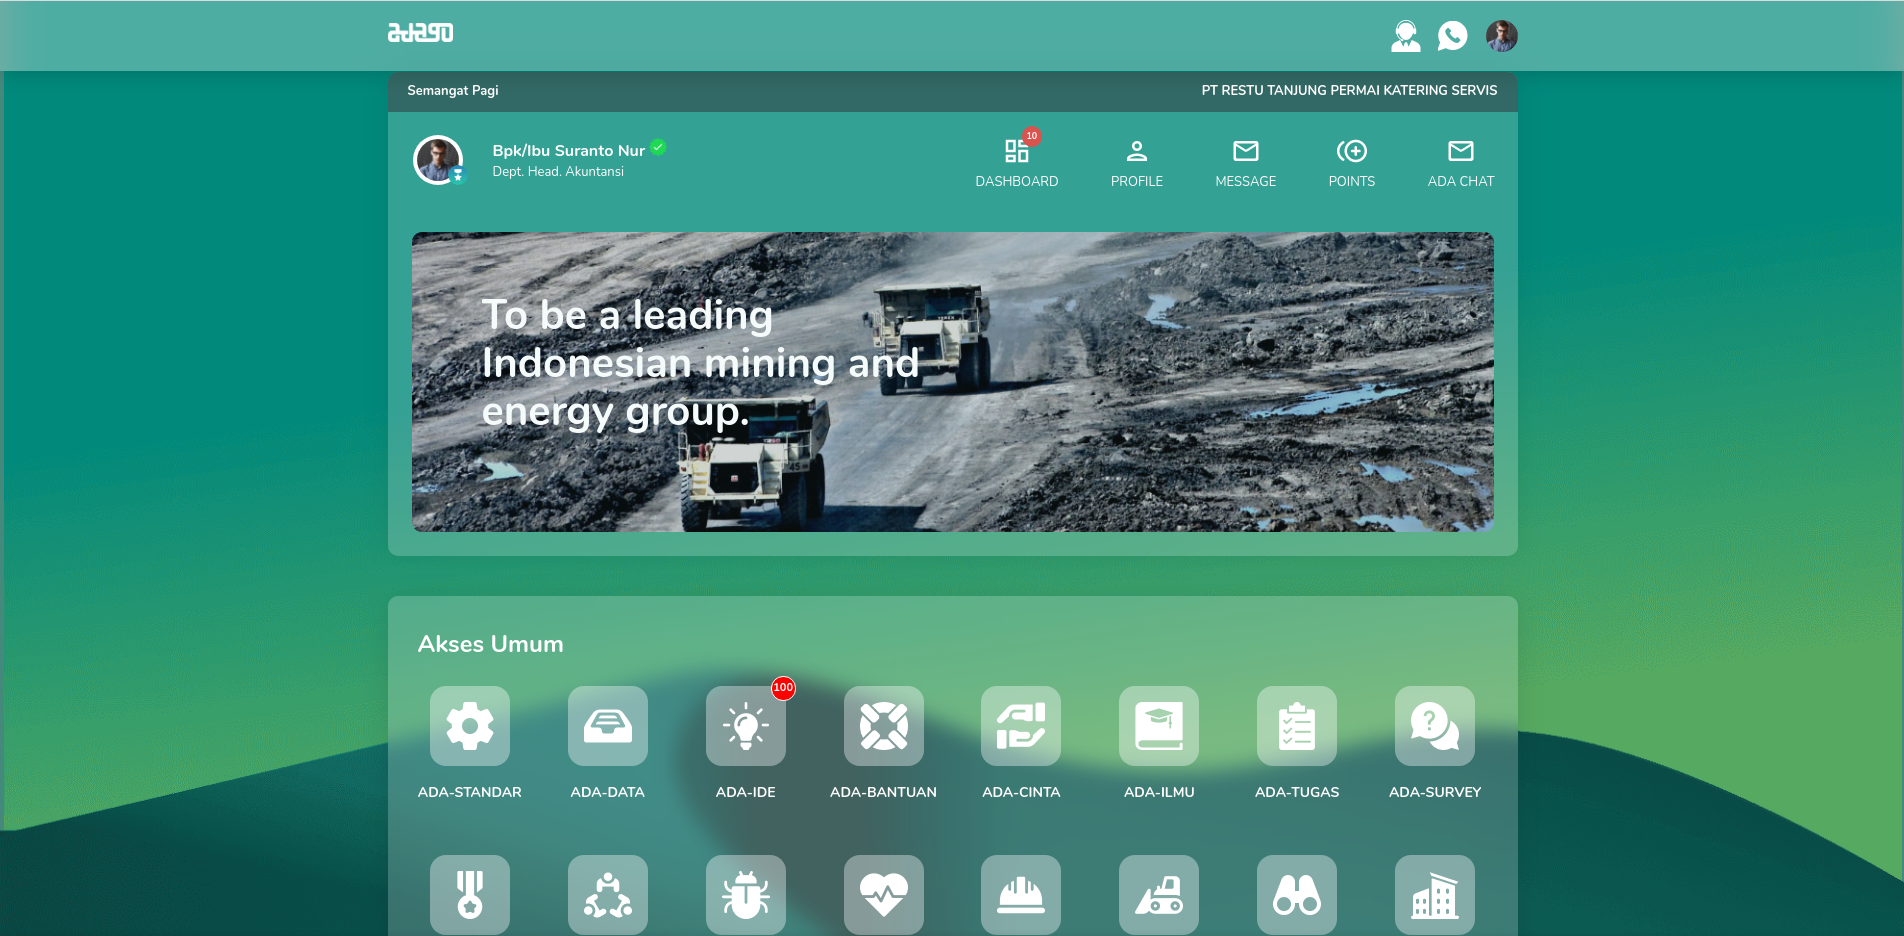 adago
Semangat Pagi
PT RESTU TANJUNG PERMAI KATERING SERVIS
Bpk/Ibu Suranto Nur
Dept. Head. Akuntansi
10
DASHBOARD
PROFILE
MESSAGE
POINTS
ADA CHAT
To be a leading
Indonesian mining and
energy group.
Akses Umum
100
?
ADA-STANDAR
ADA-DATA
ADA-IDE
ADA-BANTUAN
ADA-CINTA
ADA-ILMU
ADA-TUGAS
ADA-SURVEY